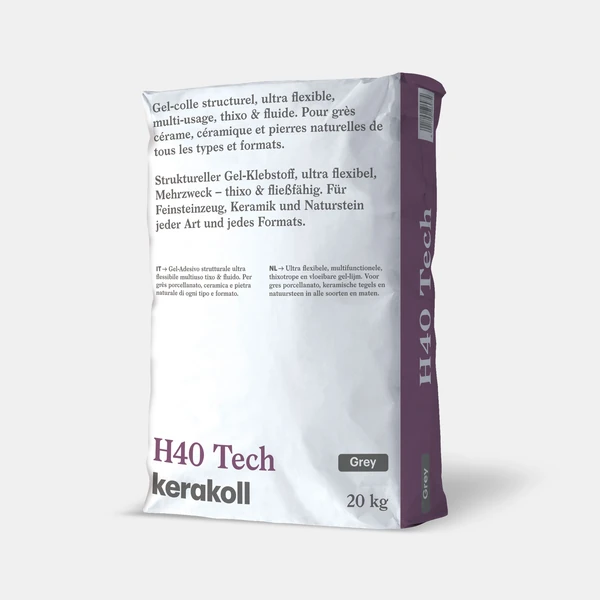 Gel-colle structurel, ultra flexible,
multi-usage, thixo & fluide. Pour grès
cérame, céramique et pierres naturelles de
tous les types et formats.
Struktureller Gel-Klebstoff, ultra flexibel,
Mehrzweck – thixo & fließfähig. Für
Feinsteinzeug, Keramik und Naturstein
jeder Art und jedes Formats.
IT → Gel-Adesivo strutturale ultra
flessibile multiuso tixo & fluido. Per
grès porcellanato, ceramica e pietra
naturale di ogni tipo e formato.
NL → Ultra flexibele, multifunctionele,
thixotrope en vloeibare gel-lijm. Voor
gres porcellanato, keramische tegels en
natuursteen in alle soorten en maten.
H40 Tech
kerakoll
Grey
20 kg
H40 Tech
Grey